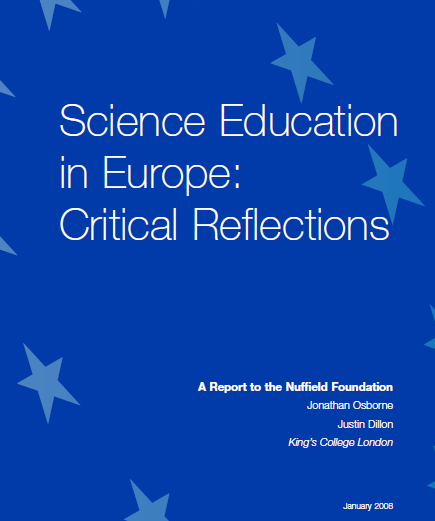 Science Education
in Europe:
Critical Reflections
A Report to the Nuffield Foundation
Jonathan Osborne
Justin Dillon
King's College London
January 2008